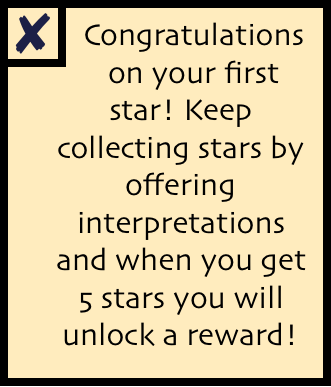 Congratulations
on your first
star! Keep
collecting stars by
offering
interpretations
and when you get
5 stars you will
unlock a reward!